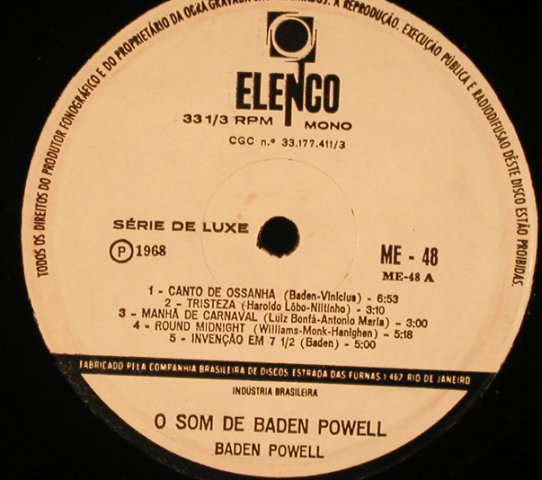 TODOS OS DIREITOS DO PRODUTOR FONOGRÁFICO E DO PROPRIETÁRIO DA OBRA GRAVADA A REPRODUÇÃO, EXECUÇÃO PÚBLICA E RADIODIFUSÃO DÊSTE DISCO ESTÃO PROIBIDAS.
ELENCO
33 1/3 RPM MONO
CGC n.º 33.177.411/3
SÉRIE DE LUXE
ME - 48
Ⓟ 1968
ME-48 A
1 - CANTO DE OSSANHA (Baden-Vinicius) - 6:53
2 - TRISTEZA (Haroldo Lôbo-Niltinho) - 3:10
3 - MANHÃ DE CARNAVAL (Luiz Bonfá-Antonio Maria) - 3:00
4 - ROUND MIDNIGHT (Williams-Monk-Hanighen) - 5:18
5 - INVENÇÃO EM 7 1/2 (Baden) - 5:00
FABRICADO PELA COMPANHIA BRASILEIRA DE DISCOS. ESTRADA DAS FURNAS 1 467 RIO DE JANEIRO
INDÚSTRIA BRASILEIRA
O SOM DE BADEN POWELL
BADEN POWELL